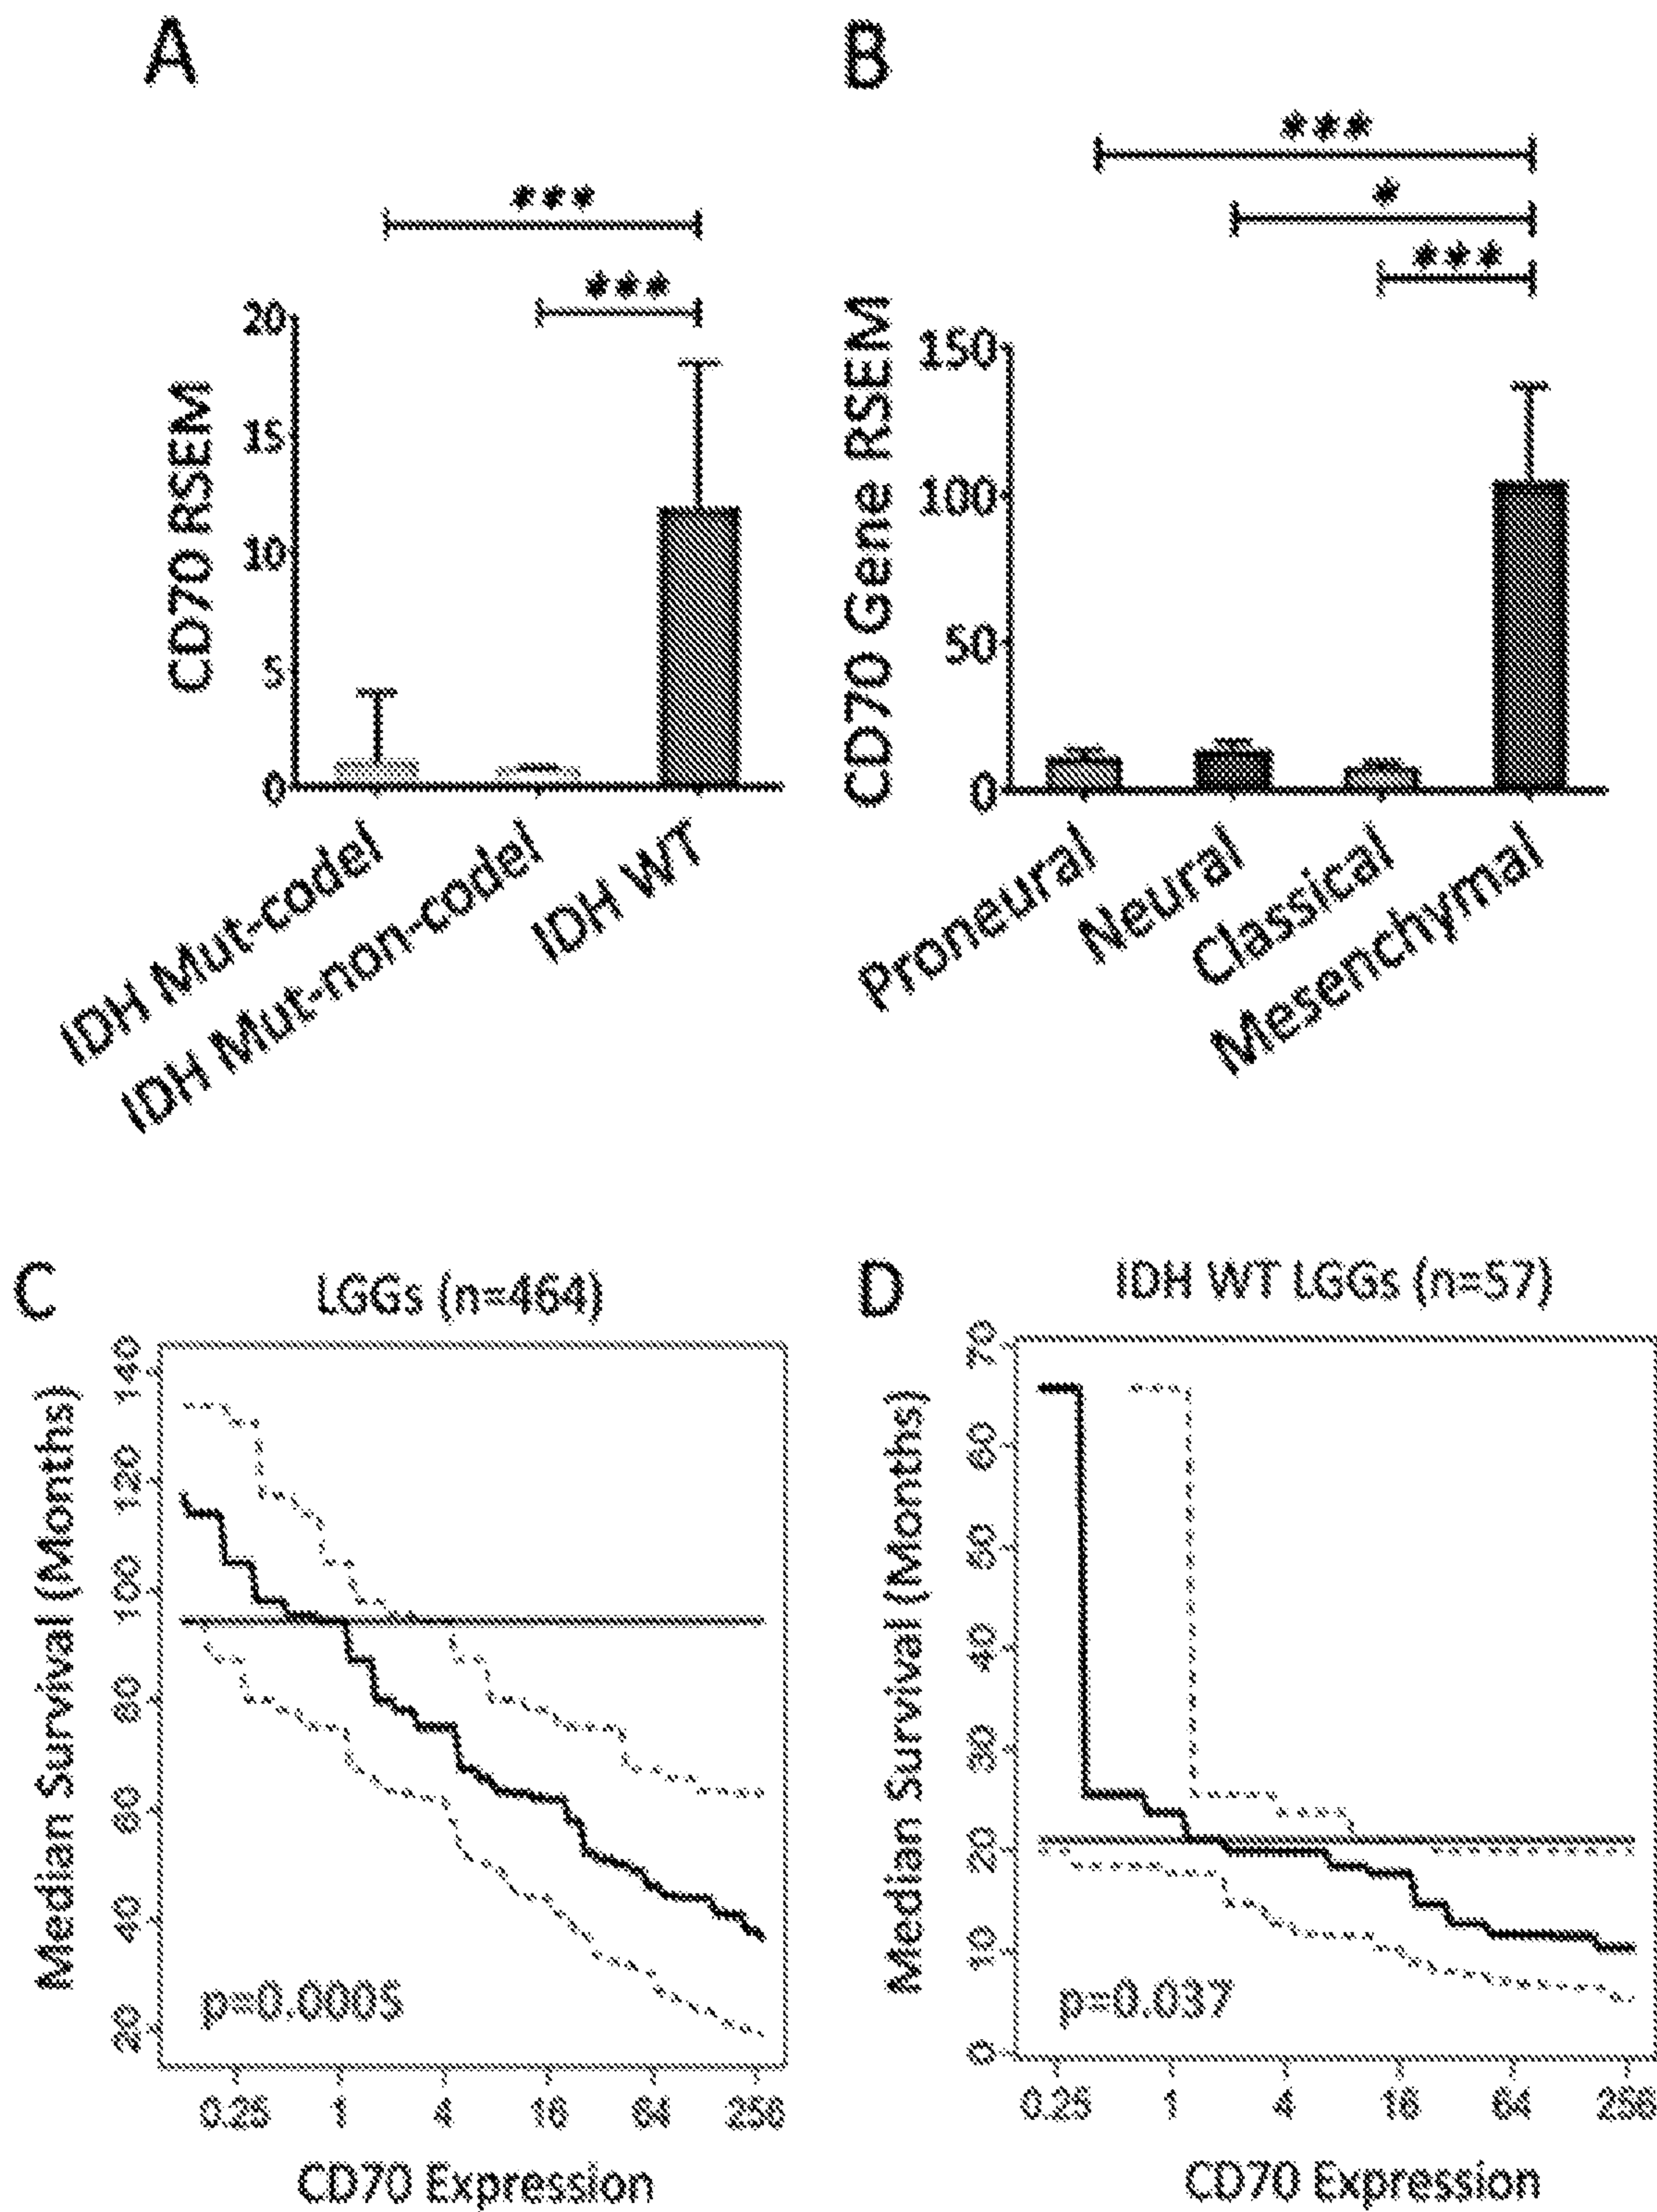 A
B
***
*
***
***
***
CD70 RSEM
20
15
10
5
0
IDH Mut-codel
IDH Mut-non-codel
IDH WT
CD70 Gene RSEM
150
100
50
0
Proneural
Neural
Classical
Mesenchymal
C
LGGs (n=464)
Median Survival (Months)
140
120
100
80
60
40
20
p=0.0005
0.25
1
4
16
64
256
CD70 Expression
D
IDH WT LGGs (n=57)
Median Survival (Months)
70
60
50
40
30
20
10
0
p=0.037
0.25
1
4
16
64
256
CD70 Expression